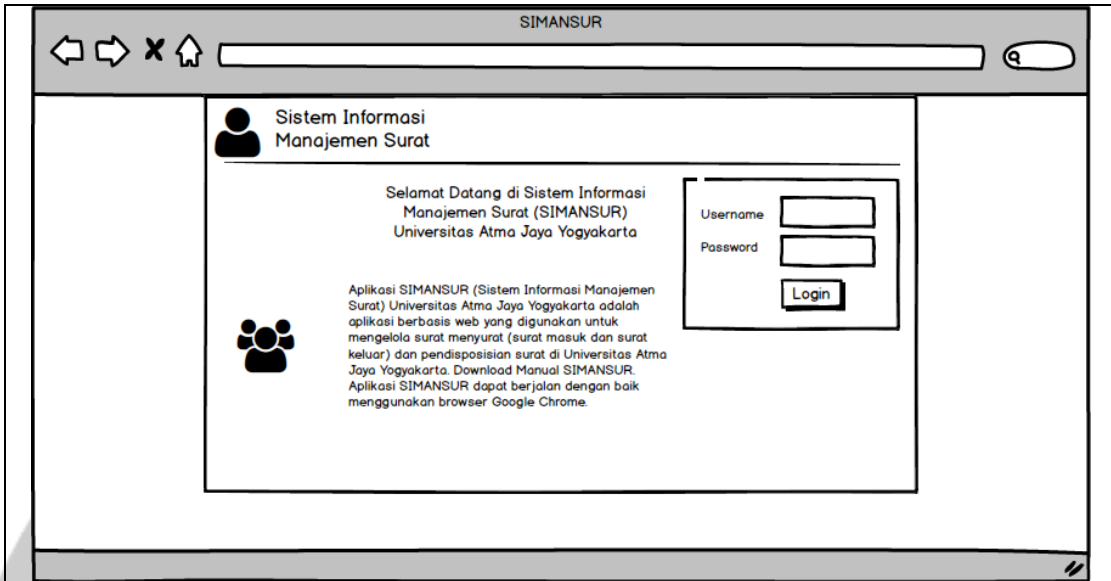 SIMANSUR
Sistem Informasi
Manajemen Surat
Selamat Datang di Sistem Informasi
Manajemen Surat (SIMANSUR)
Universitas Atma Jaya Yogyakarta
Username
Password
Login
Aplikasi SIMANSUR (Sistem Informasi Manajemen
Surat) Universitas Atma Jaya Yogyakarta adalah
aplikasi berbasis web yang digunakan untuk
mengelola surat menyurat (surat masuk dan surat
keluar) dan pendisposisian surat di Universitas Atma
Jaya Yogyakarta. Download Manual SIMANSUR.
Aplikasi SIMANSUR dapat berjalan dengan baik
menggunakan browser Google Chrome.